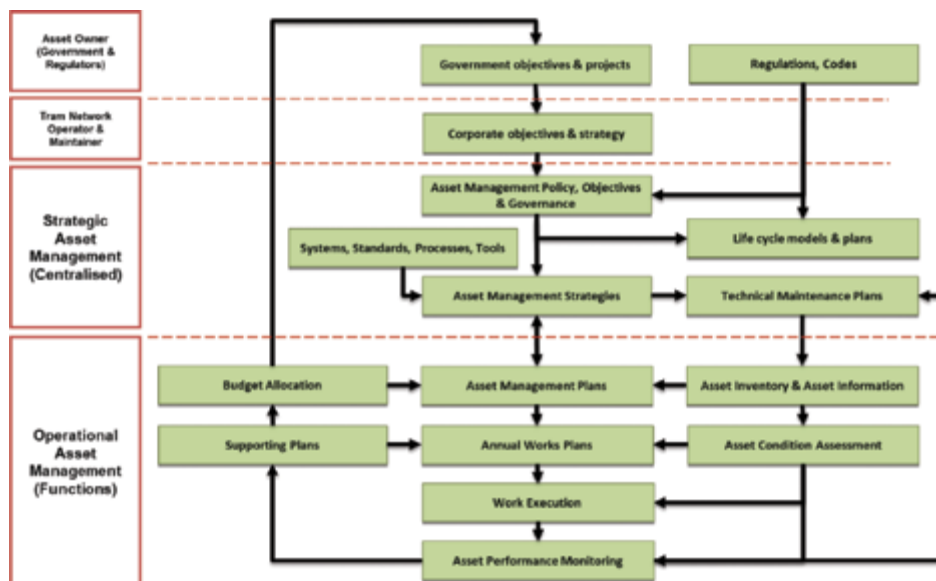 Asset Owner
(Government &
Regulators)
Government objectives & projects
Regulations, Codes
Tram Network
Operator &
Maintainer
Corporate objectives & strategy
Strategic
Asset
Management
(Centralised)
Asset Management Policy, Objectives
& Governance
Systems, Standards, Processes, Tools
Life cycle models & plans
Asset Management Strategies
Technical Maintenance Plans
Operational
Asset
Management
(Functions)
Budget Allocation
Asset Management Plans
Asset Inventory & Asset Information
Supporting Plans
Annual Works Plans
Asset Condition Assessment
Work Execution
Asset Performance Monitoring